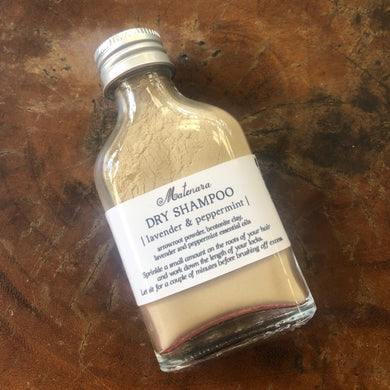 Matenara
DRY SHAMPOO
| lavender & peppermint |
arrowroot powder, bentonite clay,
lavender and peppermint essential oils
Sprinkle a small amount on the roots of your hair
and work down the length of your locks.
Let sit for a couple of minutes before brushing off excess